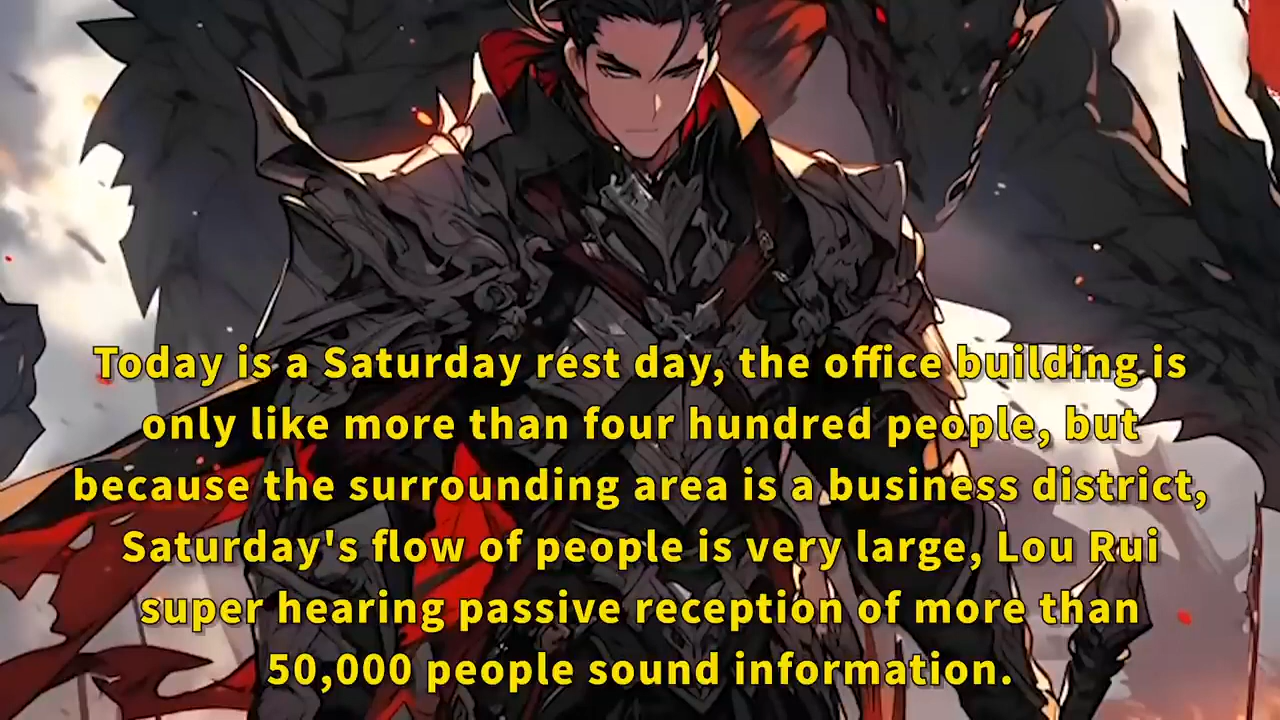 Today is a Saturday rest day, the office building is
only like more than four hundred people, but
because the surrounding area is a business district,
Saturday's flow of people is very large, Lou Rui
super hearing passive reception of more than
50,000 people sound information.